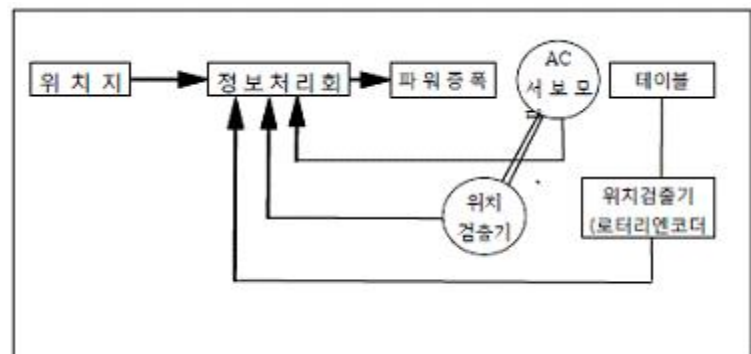 위 치 지
정 보 처 리 회
파 워 증 폭
AC
서 보 모
테이블
위치
검출기
위치검출기
(로터리엔코더